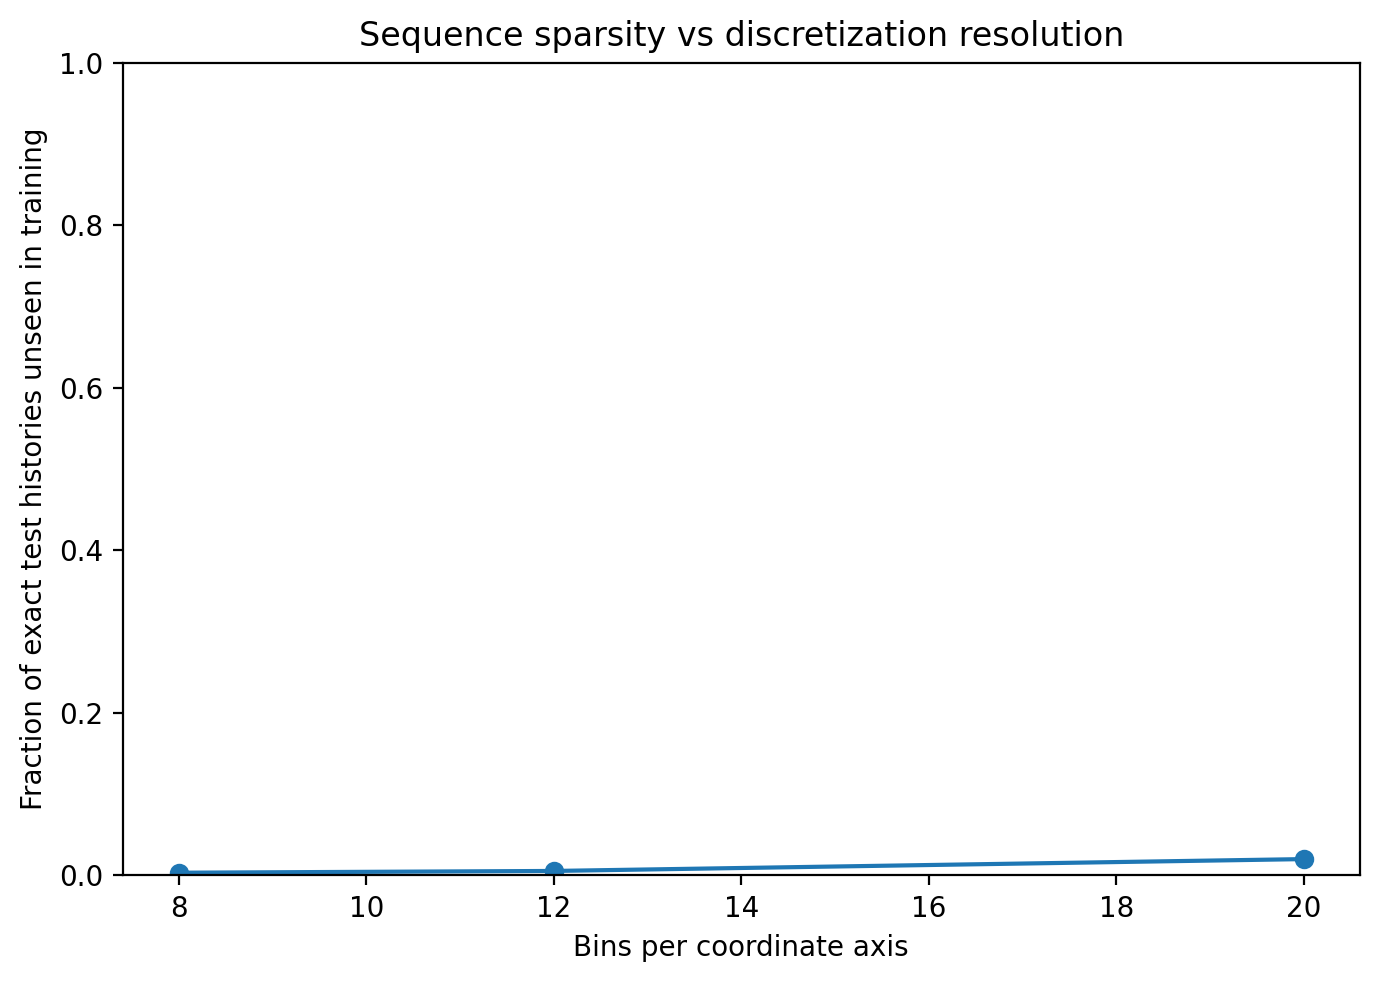 Sequence sparsity vs discretization resolution
Fraction of exact test histories unseen in training
1.0
0.8
0.6
0.4
0.2
0.0
8 10 12 14 16 18 20
Bins per coordinate axis